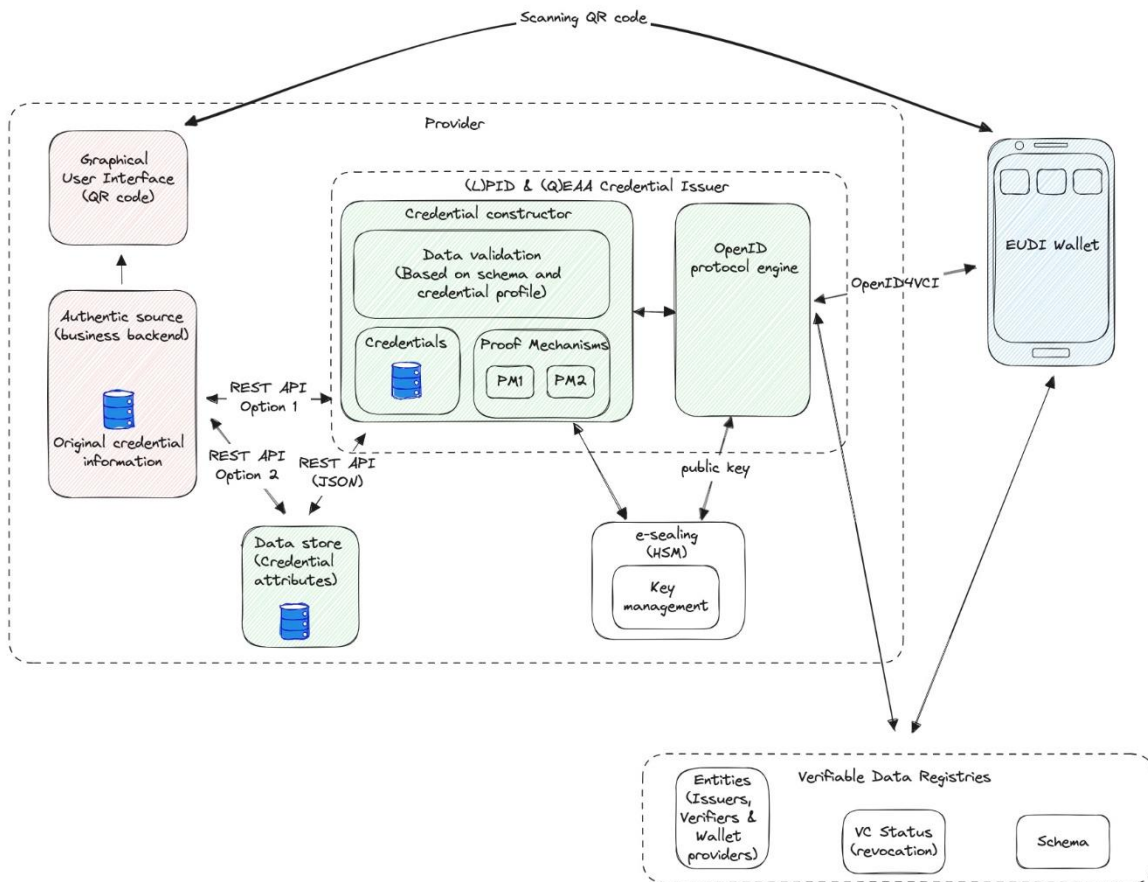 Scanning QR code
Provider
Graphical
User Interface
(QR code)
(L)PID & (Q)EAA Credential Issuer
Credential constructor
Data validation
(Based on schema and
credential profile)
OpenID
protocol engine
EUDI Wallet
OpenID4VCI
Authentic source
(business backend)
Original credential
information
Credentials
Proof Mechanisms
PM1
PM2
REST API
Option 1
REST API
Option 2
REST API
(JSON)
public key
Data store
(Credential
attributes)
e-sealing
(HSM)
Key
management
Verifiable Data Registries
Entities
(Issuers,
Verifiers &
Wallet
providers)
VC Status
(revocation)
Schema